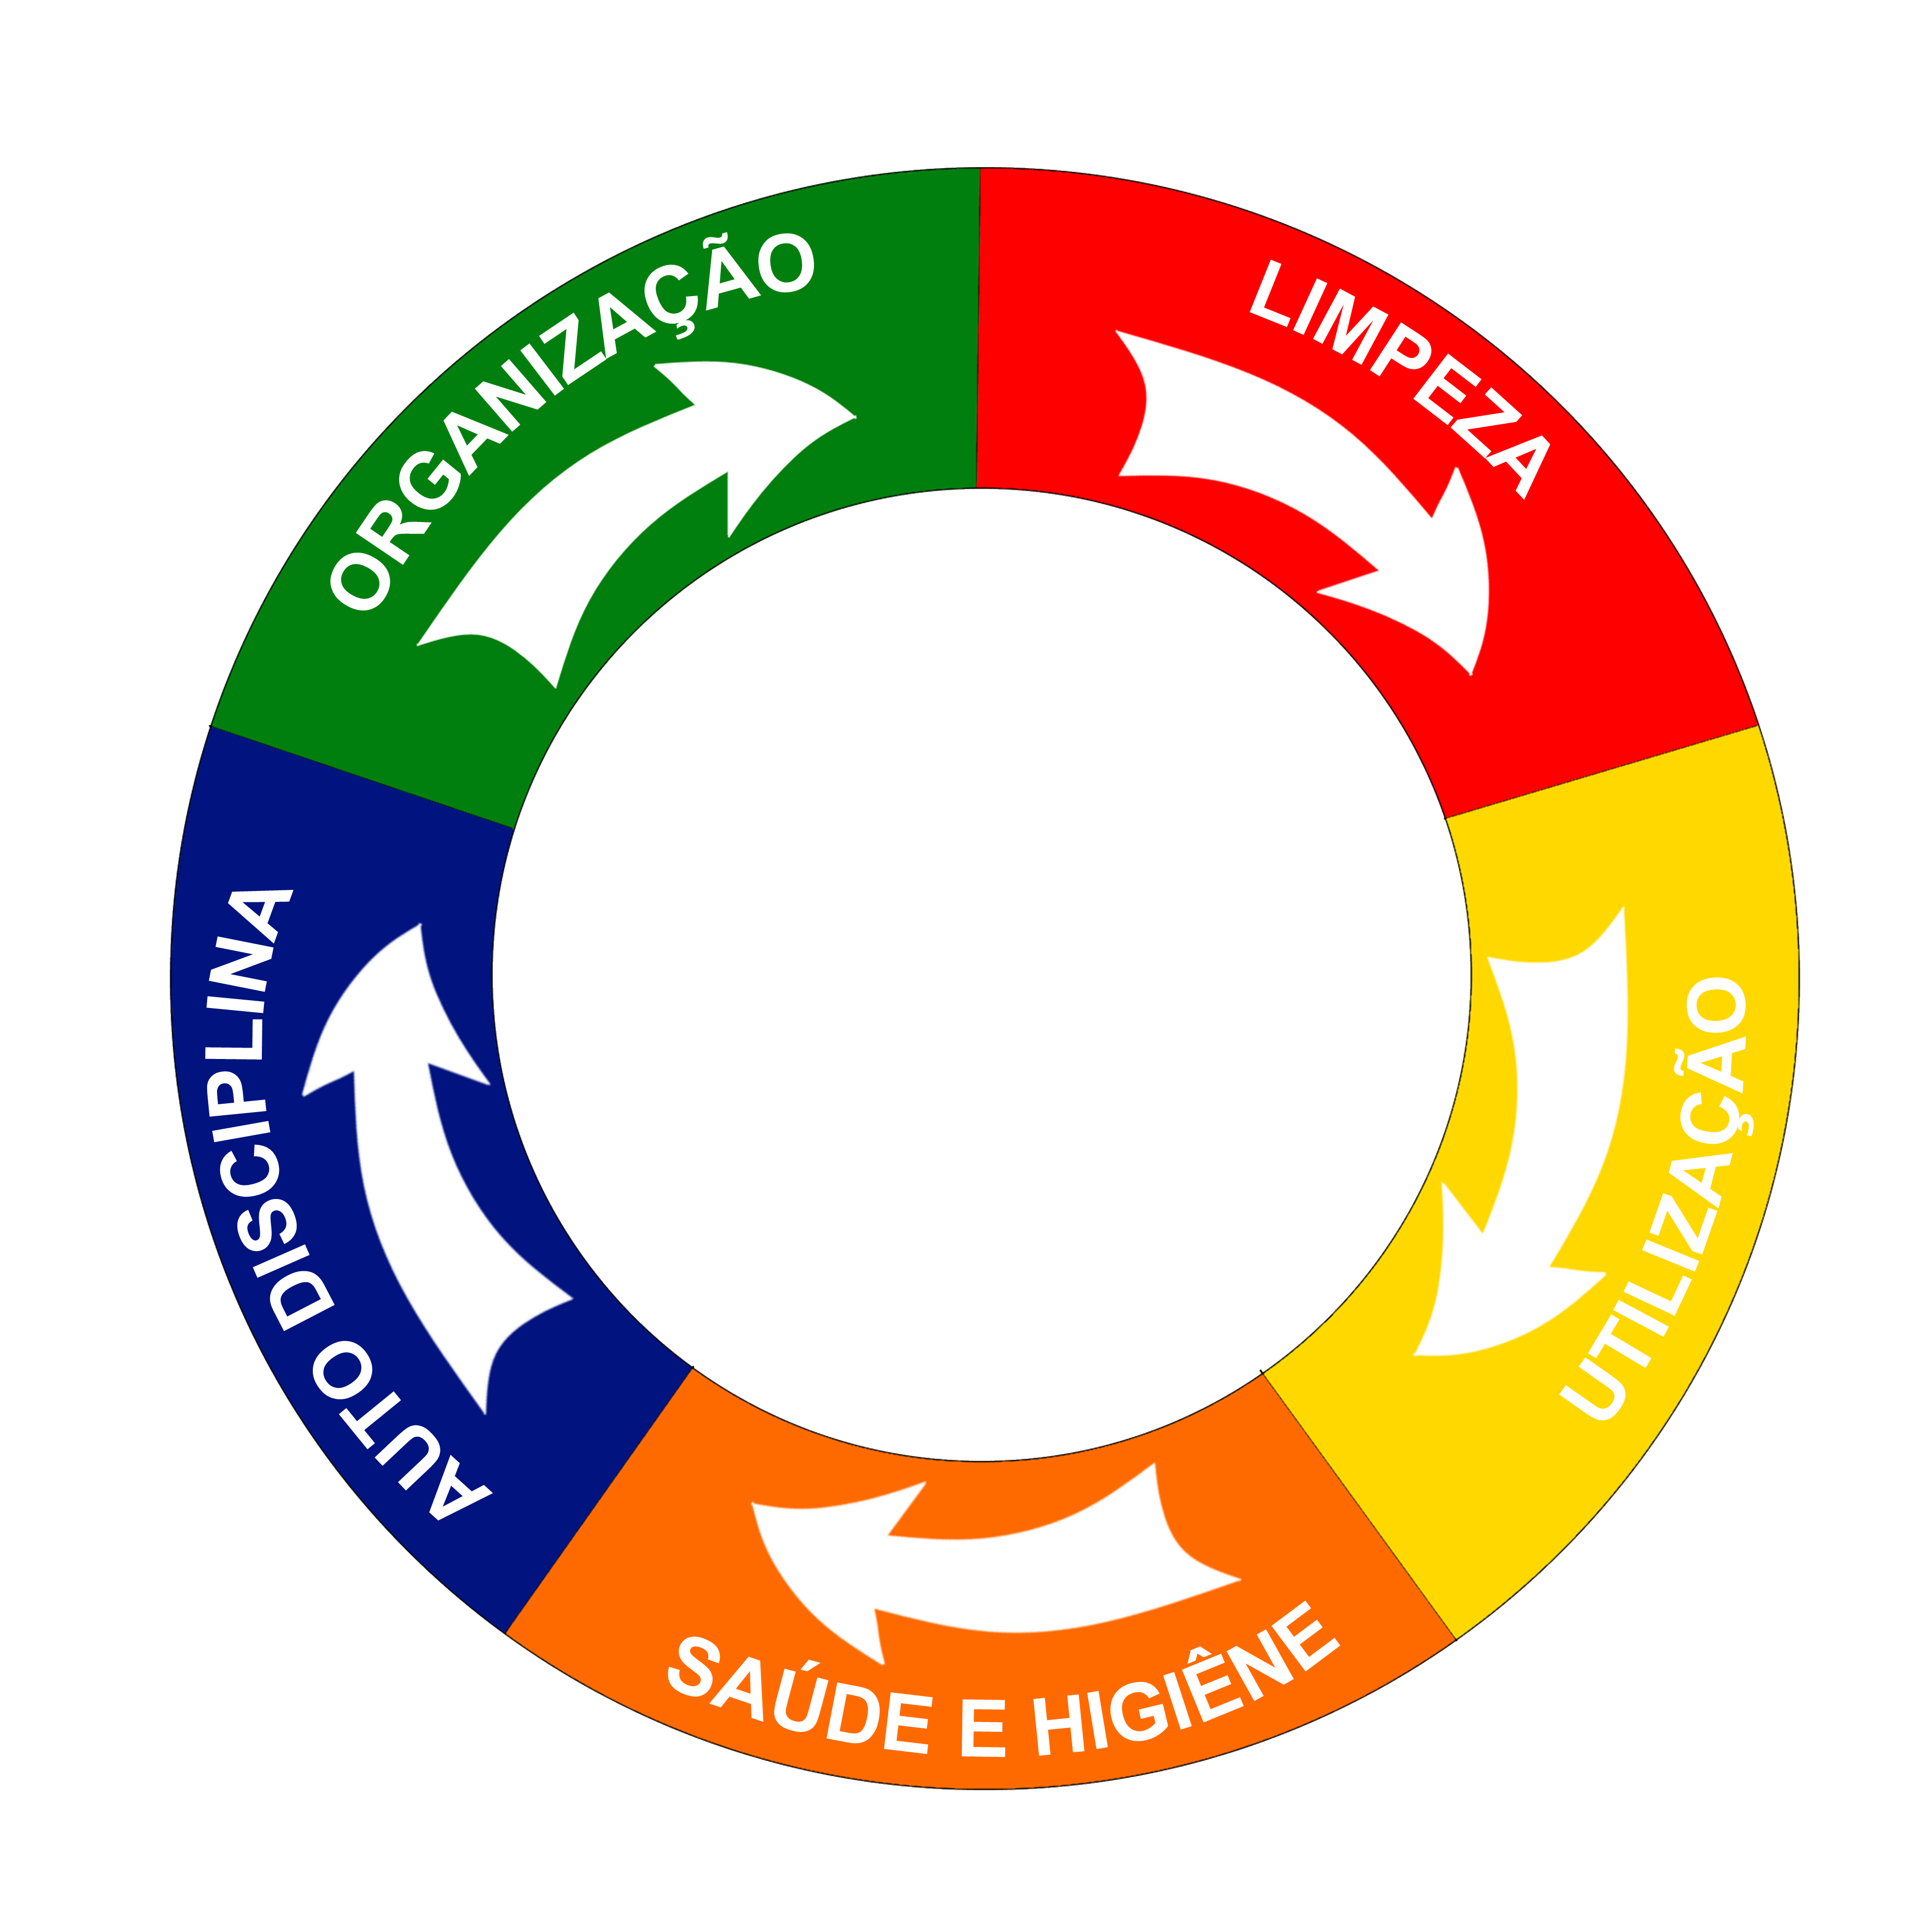 ORGANIZAÇÃO
LIMPEZA
UTILIZAÇÃO
SAÚDE E HIGIÊNE
AUTO DISCIPLINA